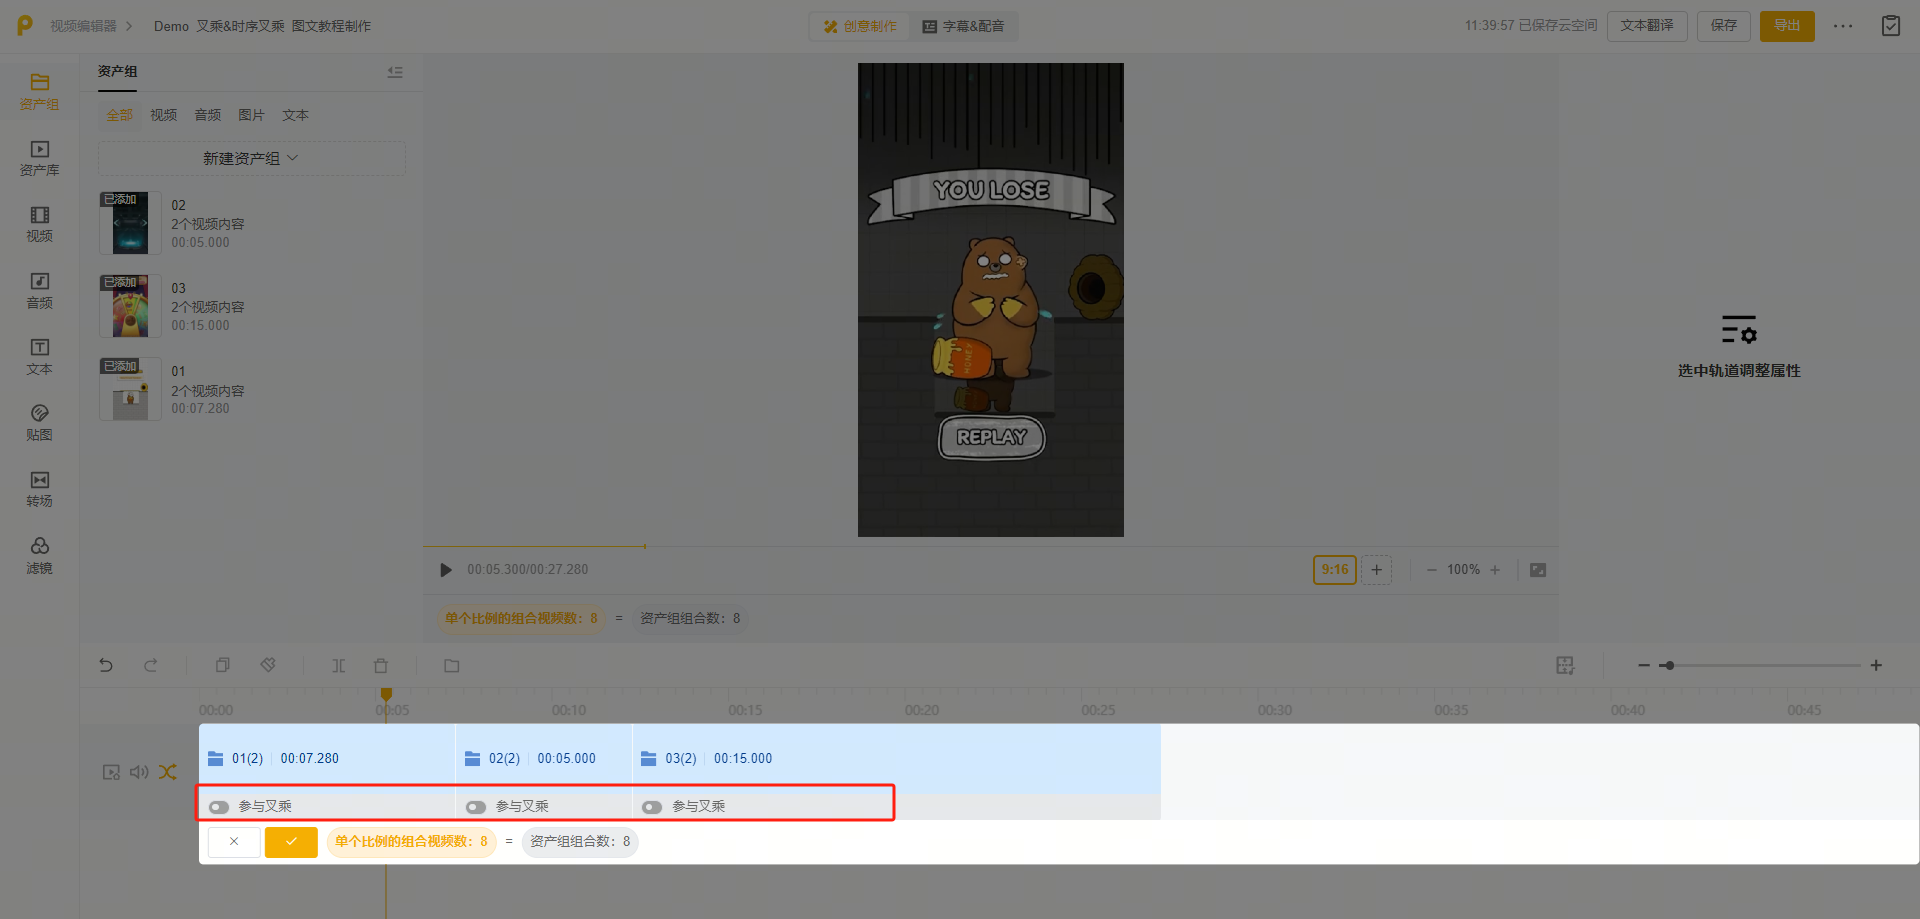 视频编辑器
Demo 叉乘&时序叉乘 图文教程制作
创意制作
字幕&配音
11:39:57 已保存云空间
文本翻译
保存
导出
资产组
资产库
视频
音频
文本
贴图
转场
滤镜
资产组
全部 视频 音频 图片 文本
新建资产组
已添加
02
2个视频内容
00:05.000
已添加
03
2个视频内容
00:15.000
已添加
01
2个视频内容
00:07.280
YOU LOSE
HONEY
REPLAY
选中轨道调整属性
00:05.300/00:27.280
9:16
100%
单个比例的组合视频数：8 = 资产组组合数：8
00:00 00:05 00:10 00:15 00:20 00:25 00:30 00:35 00:40 00:45
01(2) 00:07.280 02(2) 00:05.000 03(2) 00:15.000
参与叉乘 参与叉乘 参与叉乘
单个比例的组合视频数：8 = 资产组组合数：8